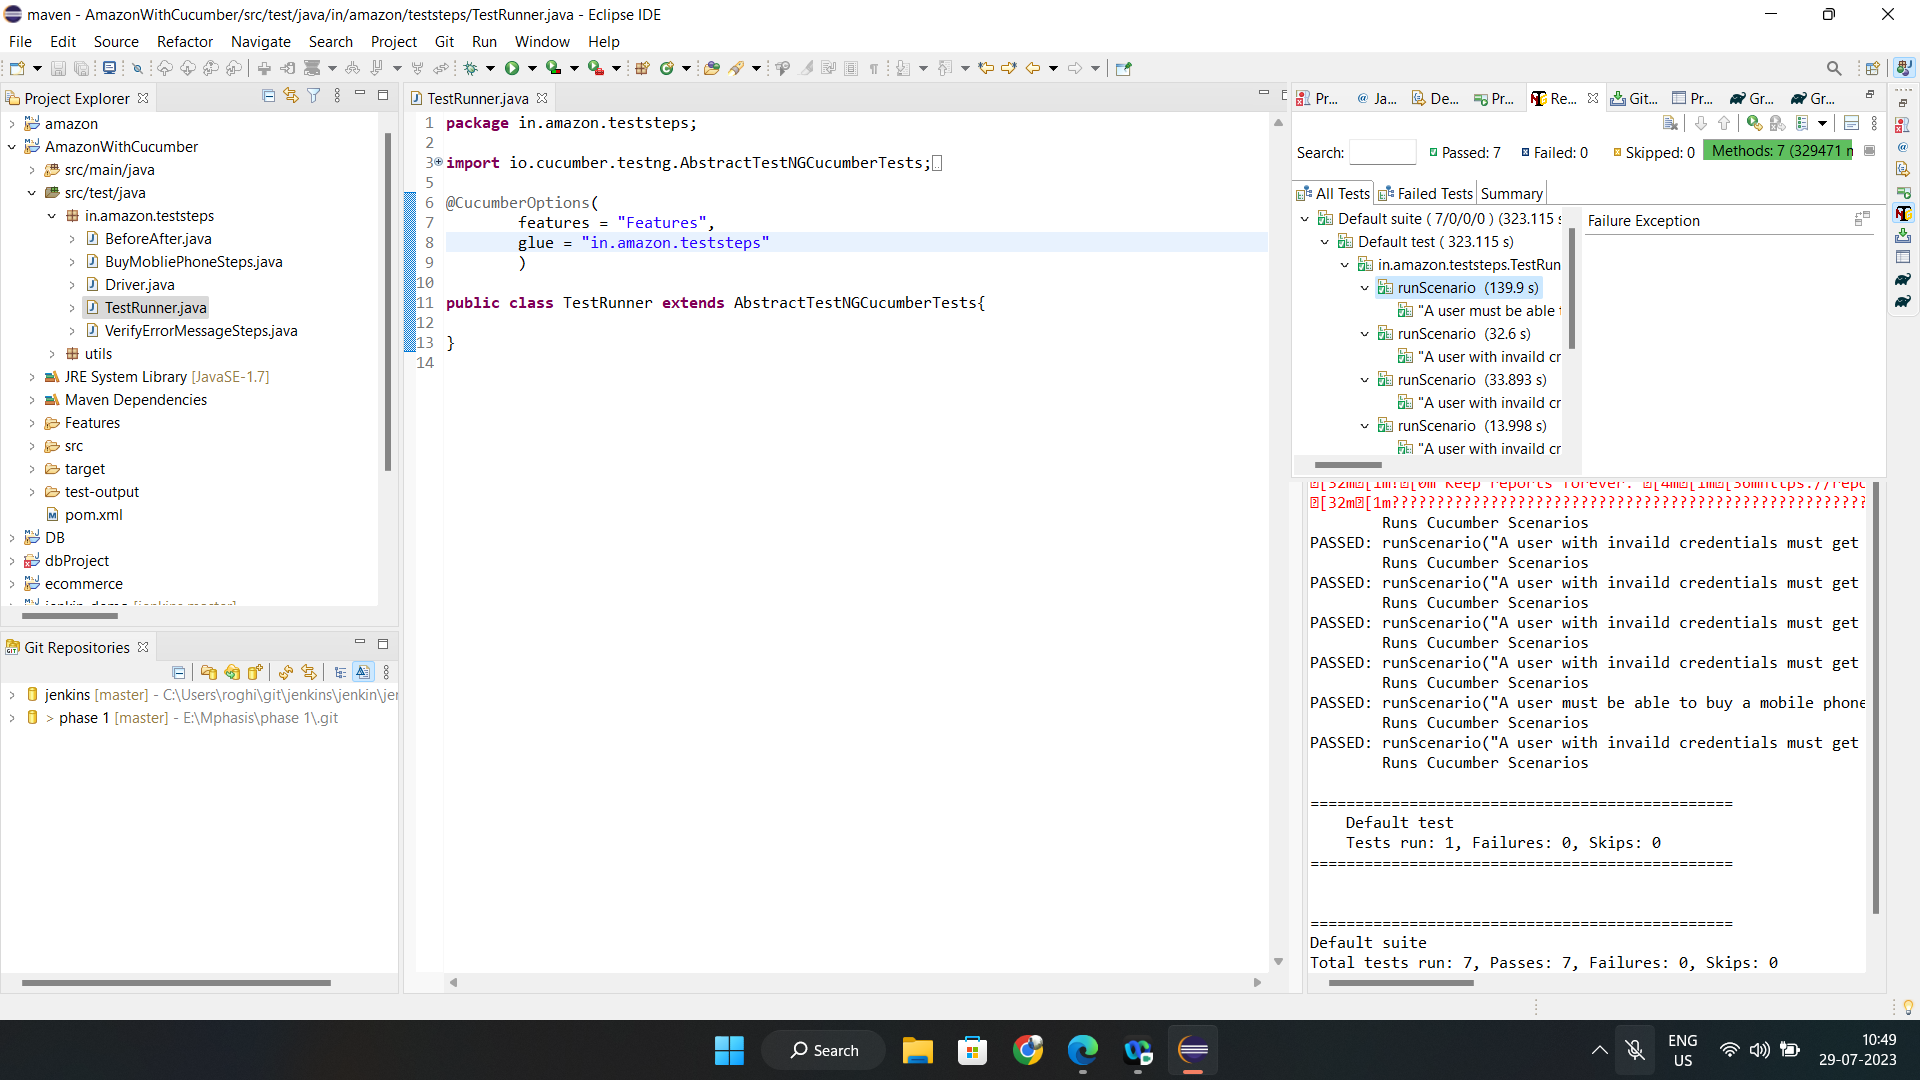 maven - AmazonWithCucumber/src/test/java/in/amazon/teststeps/TestRunner.java - Eclipse IDE
File Edit Source Refactor Navigate Search Project Git Run Window Help
Project Explorer
amazon
AmazonWithCucumber
src/main/java
src/test/java
in.amazon.teststeps
BeforeAfter.java
BuyMobliePhoneSteps.java
Driver.java
TestRunner.java
VerifyErrorMessageSteps.java
utils
JRE System Library [JavaSE-1.7]
Maven Dependencies
Features
src
target
test-output
pom.xml
DB
dbProject
ecommerce
Git Repositories
jenkins [master] - C:\Users\roghi\git\jenkins\jenkin\jer
> phase 1 [master] - E:\Mphasis\phase 1\.git
TestRunner.java
1 package in.amazon.teststeps;
2
3 import io.cucumber.testng.AbstractTestNGCucumberTests;
5
6 @CucumberOptions(
7 features = "Features",
8 glue = "in.amazon.teststeps"
9 )
10
11 public class TestRunner extends AbstractTestNGCucumberTests{
12
13 }
14
Pr... Ja... De... Pr... Re... Git... Pr... Gr... Gr...
Search: Passed: 7 Failed: 0 Skipped: 0 Methods: 7 (329471 m
All Tests Failed Tests Summary
Default suite ( 7/0/0/0 ) (323.115 s
Default test ( 323.115 s)
in.amazon.teststeps.TestRun
runScenario (139.9 s)
"A user must be able t
runScenario (32.6 s)
"A user with invaild cr
runScenario (33.893 s)
"A user with invaild cr
runScenario (13.998 s)
"A user with invaild cr
Failure Exception
[32m [1m! [0m Keep reports forever. [4m [1m [36mhttps://repo
[32m [1m?????????????????????????????????????????????????????
Runs Cucumber Scenarios
PASSED: runScenario("A user with invaild credentials must get
Runs Cucumber Scenarios
PASSED: runScenario("A user with invaild credentials must get
Runs Cucumber Scenarios
PASSED: runScenario("A user with invaild credentials must get
Runs Cucumber Scenarios
PASSED: runScenario("A user with invaild credentials must get
Runs Cucumber Scenarios
PASSED: runScenario("A user must be able to buy a mobile phone
Runs Cucumber Scenarios
PASSED: runScenario("A user with invaild credentials must get
Runs Cucumber Scenarios
===============================================
Default test
Tests run: 1, Failures: 0, Skips: 0
===============================================
===============================================
Default suite
Total tests run: 7, Passes: 7, Failures: 0, Skips: 0
Search
ENG
US
10:49
29-07-2023